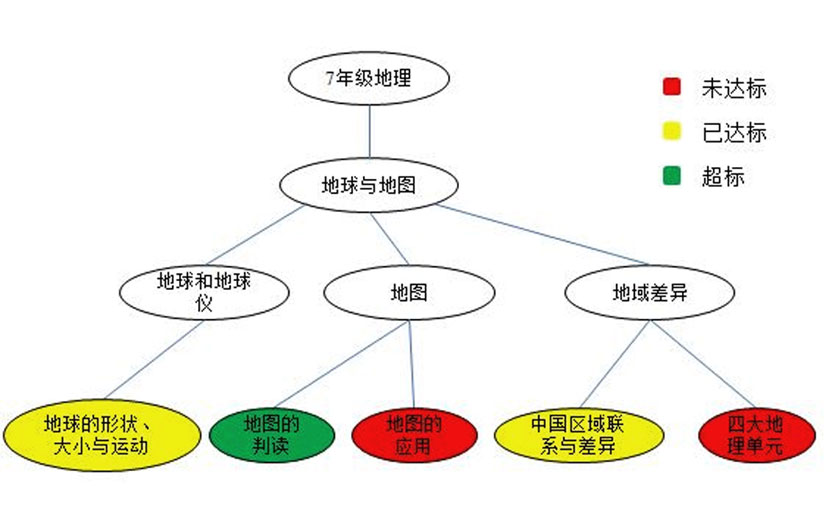 7年级地理
未达标
已达标
超标
地球与地图
地球和地球
仪
地图
地域差异
地球的形状、
大小与运动
地图的
判读
地图的
应用
中国区域联
系与差异
四大地
理单元